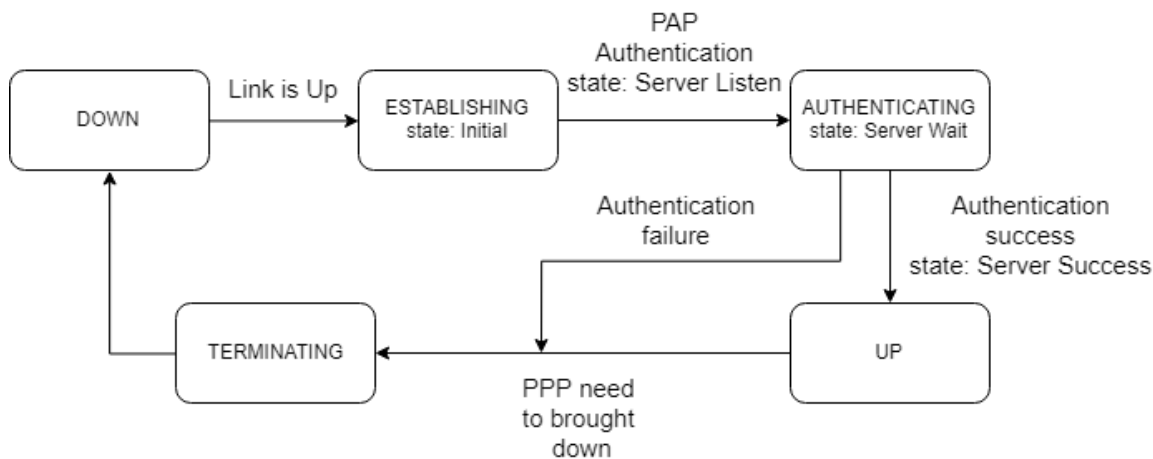 DOWN
Link is Up
ESTABLISHING
state: Initial
PAP
Authentication
state: Server Listen
AUTHENTICATING
state: Server Wait
Authentication
failure
Authentication
success
state: Server Success
TERMINATING
PPP need
to brought
down
UP